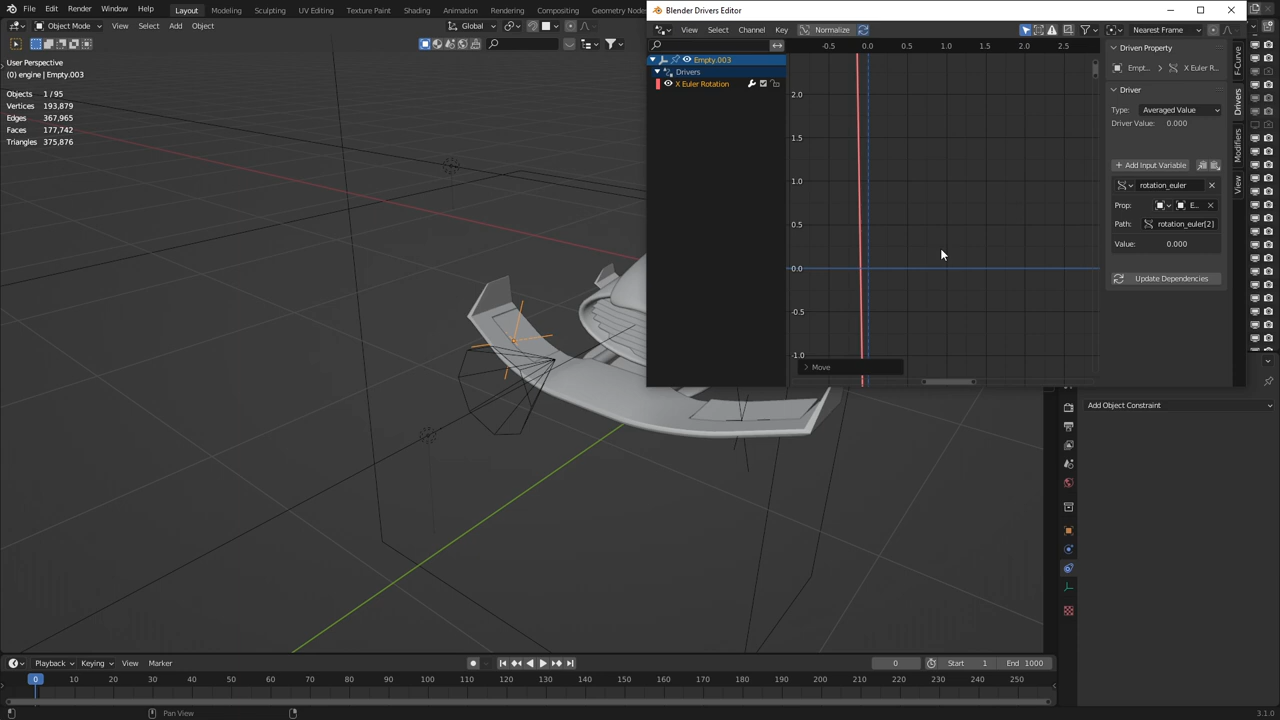 File Edit Render Window Help Layout Modeling Sculpting UV Editing Texture Paint Shading Animation Rendering Compositing Geometry Nodes
Object Mode View Select Add Object Global
User Perspective
(0) engine | Empty.003
Objects 1 / 95
Vertices 193,879
Edges 367,965
Faces 177,742
Triangles 375,876
Blender Drivers Editor
View Select Channel Key Normalize Nearest Frame
-0.5 0.0 0.5 1.0 1.5 2.0 2.5
Empty.003
Drivers
X Euler Rotation
2.0
1.5
1.0
0.5
0.0
-0.5
-1.0
Move
Driven Property
Empt... X Euler R...
Driver
Type: Averaged Value
Driver Value: 0.000
Add Input Variable
rotation_euler
Prop: E...
Path: rotation_euler[2]
Value: 0.000
Update Dependencies
F-Curve
Drivers
Modifiers
View
Add Object Constraint
Playback Keying View Marker 0 Start 1 End 1000
0 10 20 30 40 50 60 70 80 90 100 110 120 130 140 150 160 170 180 190 200 210 220 230 240 250
Pan View 3.1.0